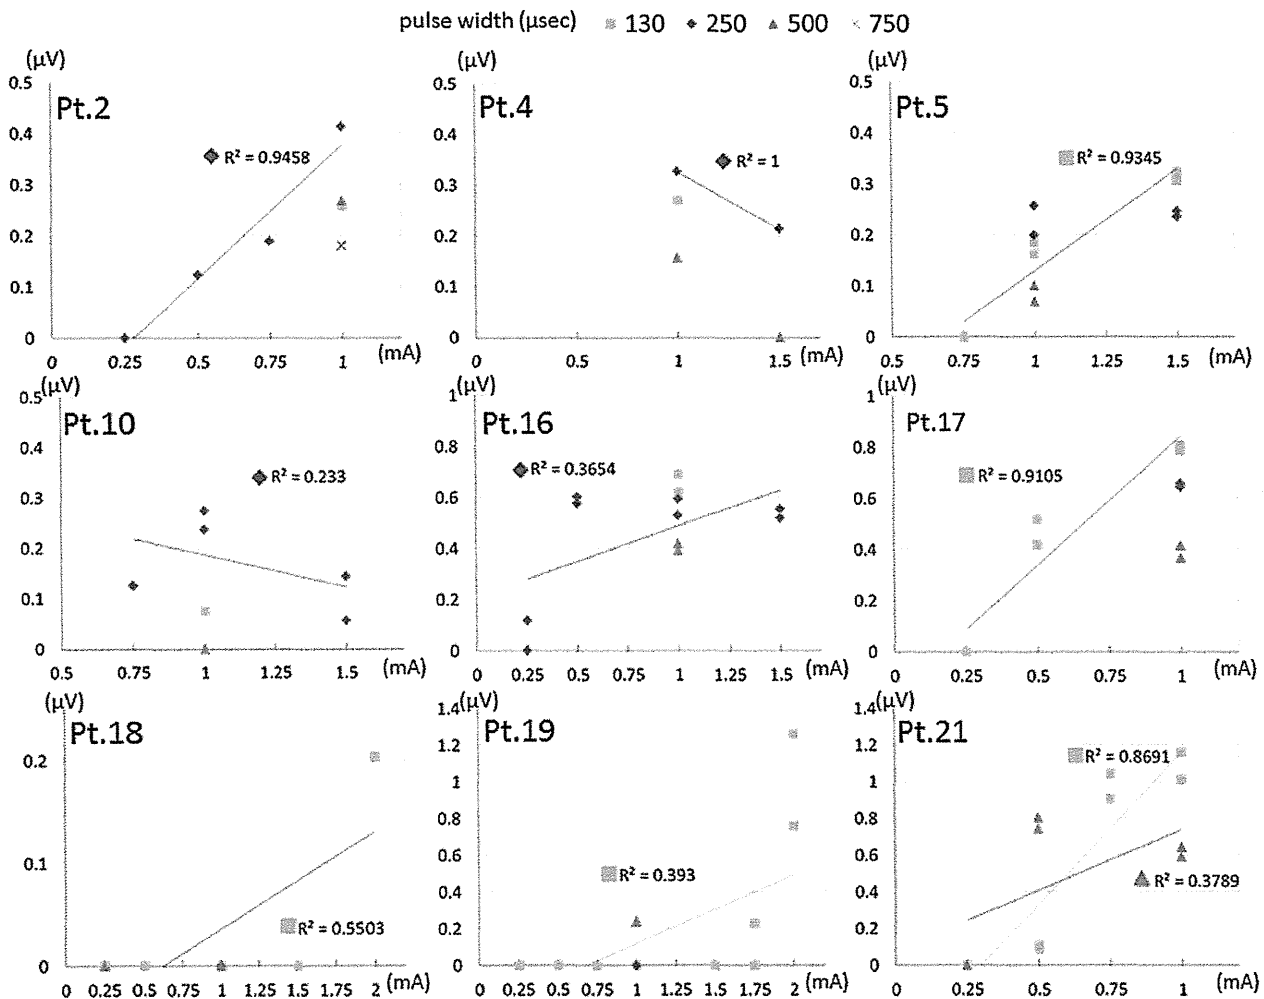 pulse width (µsec) 130 250 500 750
(µV) (µV) (µV)
0.5 0.5 0.5
Pt.2 Pt.4 Pt.5
0.4 0.4 0.4
R² = 0.9458 R² = 1 R² = 0.9345
0.3 0.3 0.3
0.2 0.2 0.2
0.1 0.1 0.1
0 0 0
0 0.25 0.5 0.75 1 (mA) 0 0.5 1 1.5 (mA) 0.5 0.75 1 1.25 1.5 (mA)
(µV) (µV) (µV)
0.5 1 1
Pt.10 Pt.16 Pt.17
0.4 0.8 0.8
R² = 0.233 R² = 0.3654 R² = 0.9105
0.3 0.6 0.6
0.2 0.4 0.4
0.1 0.2 0.2
0 0 0
0.5 0.75 1 1.25 1.5 (mA) 0 0.25 0.5 0.75 1 1.25 1.5 (mA) 0 0.25 0.5 0.75 1 (mA)
(µV) (µV) (µV)
1.4 1.4
Pt.18 Pt.19 Pt.21
0.2 1.2 1.2
R² = 0.8691
1 1
0.1 0.8 0.8
0.6 0.6
R² = 0.5503 R² = 0.393 R² = 0.3789
0.4 0.4
0.2 0.2
0 0 0
0 0.25 0.5 0.75 1 1.25 1.5 1.75 2 (mA) 0 0.25 0.5 0.75 1 1.25 1.5 1.75 2 (mA) 0 0.25 0.5 0.75 1 (mA)